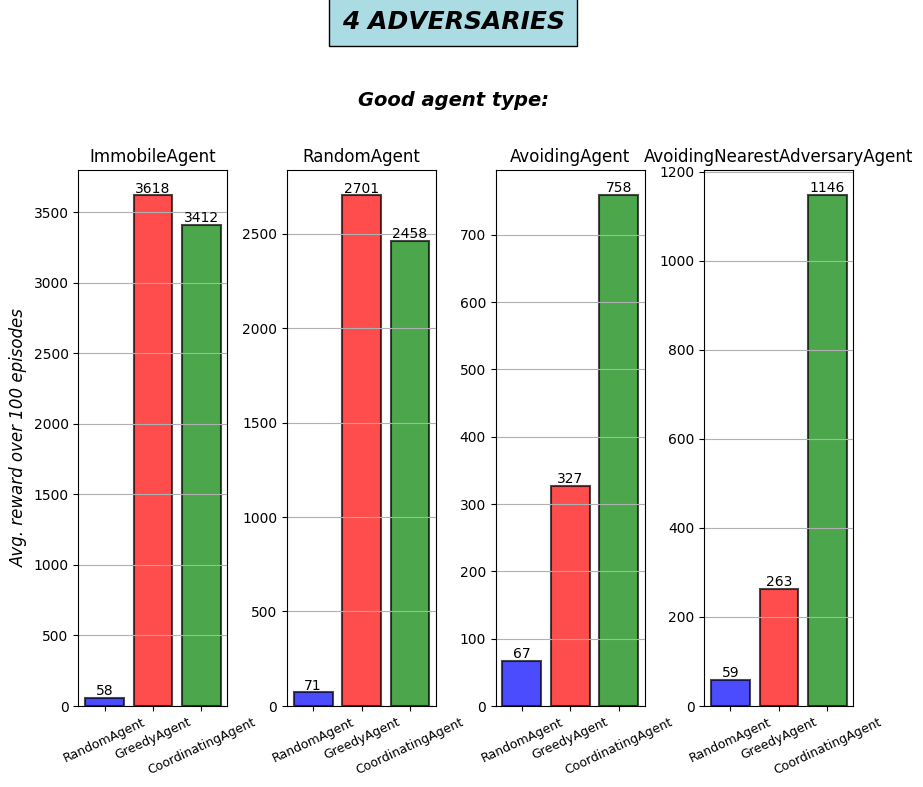 4 ADVERSARIES
Good agent type:
Avg. reward over 100 episodes
ImmobileAgent
3500
3000
2500
2000
1500
1000
500
0
58
3618
3412
RandomAgent
GreedyAgent
CoordinatingAgent
RandomAgent
2500
2000
1500
1000
500
0
71
2701
2458
RandomAgent
GreedyAgent
CoordinatingAgent
AvoidingAgent
700
600
500
400
300
200
100
0
67
327
758
RandomAgent
GreedyAgent
CoordinatingAgent
AvoidingNearestAdversaryAgent
1200
1000
800
600
400
200
0
59
263
1146
RandomAgent
GreedyAgent
CoordinatingAgent